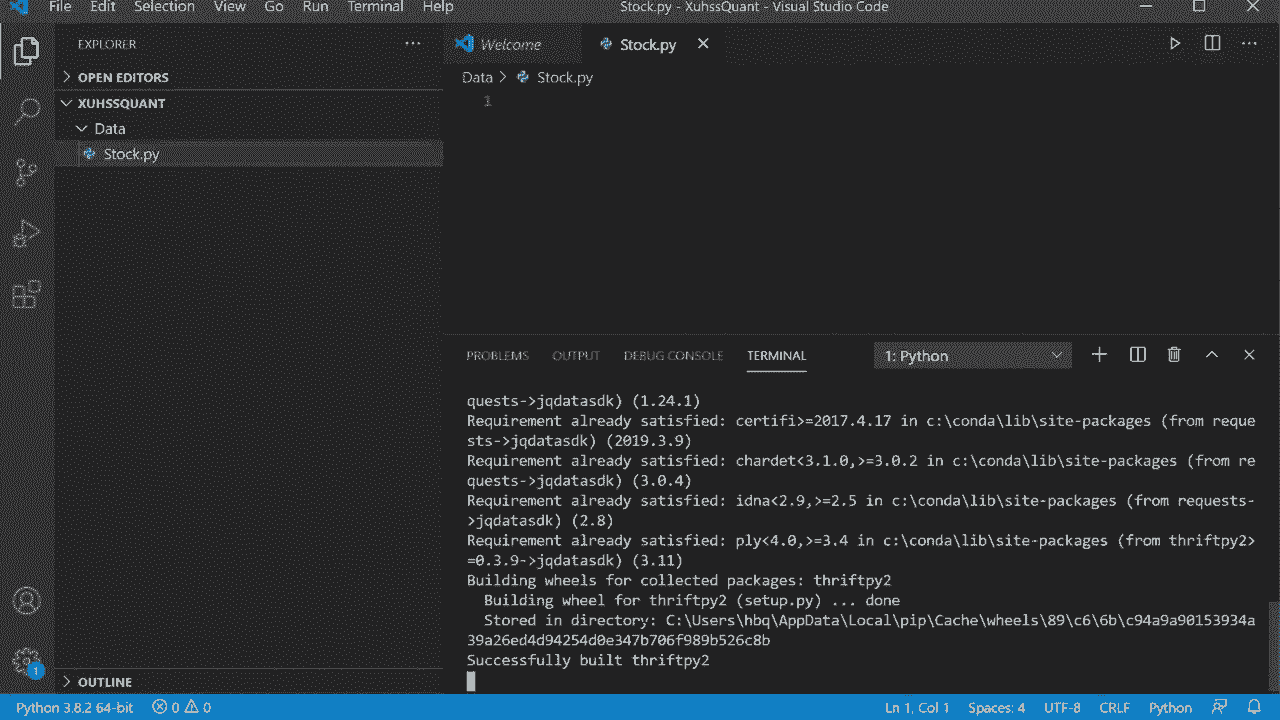 File Edit Selection View Go Run Terminal Help Stock.py - XuhssQuant - Visual Studio Code
EXPLORER
Welcome Stock.py
OPEN EDITORS
Data > Stock.py
XUHSSQUANT
1
Data
Stock.py
PROBLEMS OUTPUT DEBUG CONSOLE TERMINAL 1: Python
quests->jqdatasdk) (1.24.1)
Requirement already satisfied: certifi>=2017.4.17 in c:\conda\lib\site-packages (from reque
sts->jqdatasdk) (2019.3.9)
Requirement already satisfied: chardet<3.1.0,>=3.0.2 in c:\conda\lib\site-packages (from re
quests->jqdatasdk) (3.0.4)
Requirement already satisfied: idna<2.9,>=2.5 in c:\conda\lib\site-packages (from requests-
>jqdatasdk) (2.8)
Requirement already satisfied: ply<4.0,>=3.4 in c:\conda\lib\site-packages (from thriftpy2>
=0.3.9->jqdatasdk) (3.11)
Building wheels for collected packages: thriftpy2
Building wheel for thriftpy2 (setup.py) ... done
Stored in directory: C:\Users\hbq\AppData\Local\pip\Cache\wheels\89\c6\6b\c94a9a90153934a
39a26ed4d94254d0e347b706f989b526c8b
Successfully built thriftpy2
OUTLINE
1
Python 3.8.2 64-bit 0 0 Ln 1, Col 1 Spaces: 4 UTF-8 CRLF Python